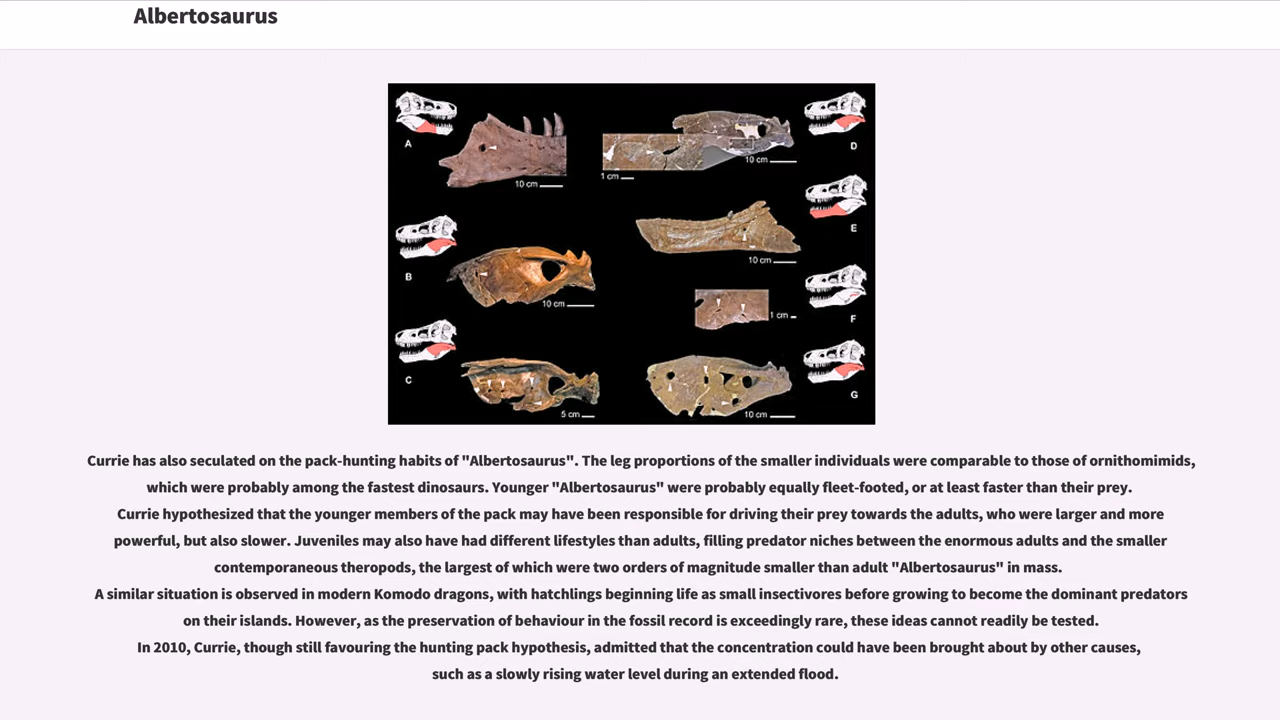 Albertosaurus
A
10 cm
1 cm
10 cm
D
B
10 cm
10 cm
E
C
5 cm
1 cm
F
10 cm
G
Currie has also seculated on the pack-hunting habits of "Albertosaurus". The leg proportions of the smaller individuals were comparable to those of ornithomimids,
which were probably among the fastest dinosaurs. Younger "Albertosaurus" were probably equally fleet-footed, or at least faster than their prey.
Currie hypothesized that the younger members of the pack may have been responsible for driving their prey towards the adults, who were larger and more
powerful, but also slower. Juveniles may also have had different lifestyles than adults, filling predator niches between the enormous adults and the smaller
contemporaneous theropods, the largest of which were two orders of magnitude smaller than adult "Albertosaurus" in mass.
A similar situation is observed in modern Komodo dragons, with hatchlings beginning life as small insectivores before growing to become the dominant predators
on their islands. However, as the preservation of behaviour in the fossil record is exceedingly rare, these ideas cannot readily be tested.
In 2010, Currie, though still favouring the hunting pack hypothesis, admitted that the concentration could have been brought about by other causes,
such as a slowly rising water level during an extended flood.